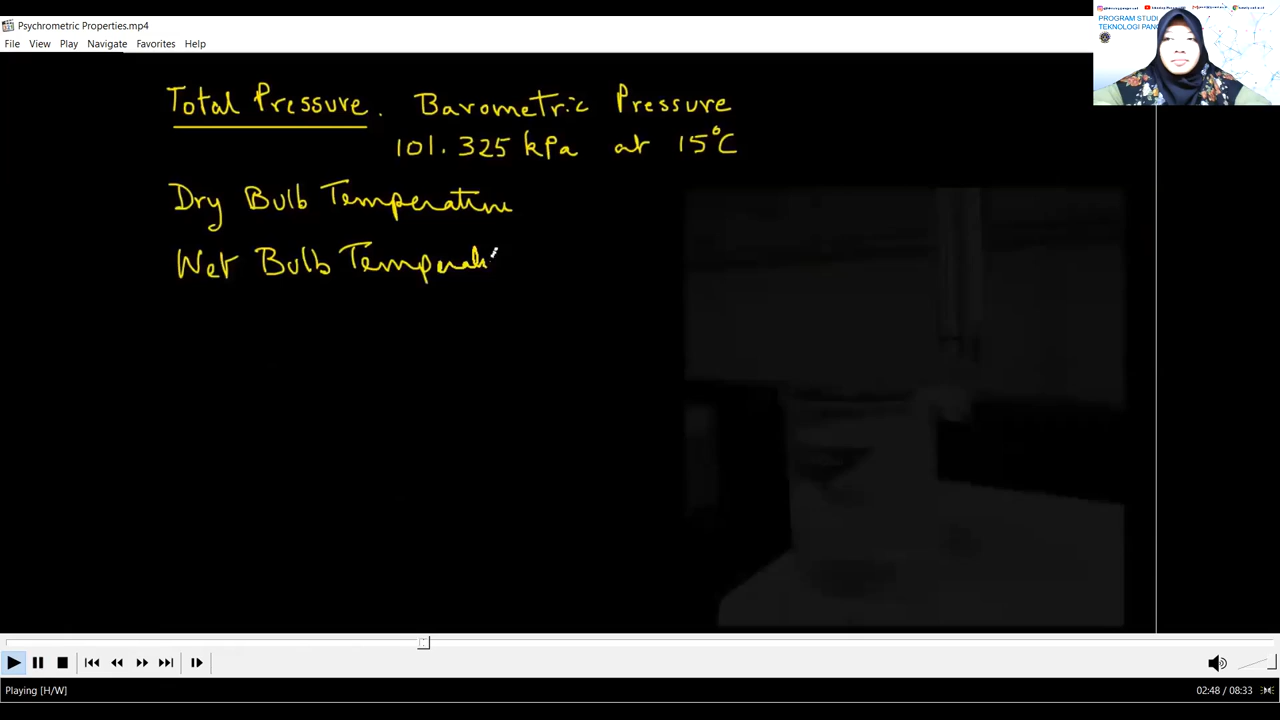 Psychrometric Properties.mp4
File View Play Navigate Favorites Help
PROGRAM STUDI
TEKNOLOGI PANG
Total Pressure. Barometric Pressure
101.325 kPa at 15°C
Dry Bulb Temperature
Wet Bulb Temperat
Playing [H/W]
02:48 / 08:33